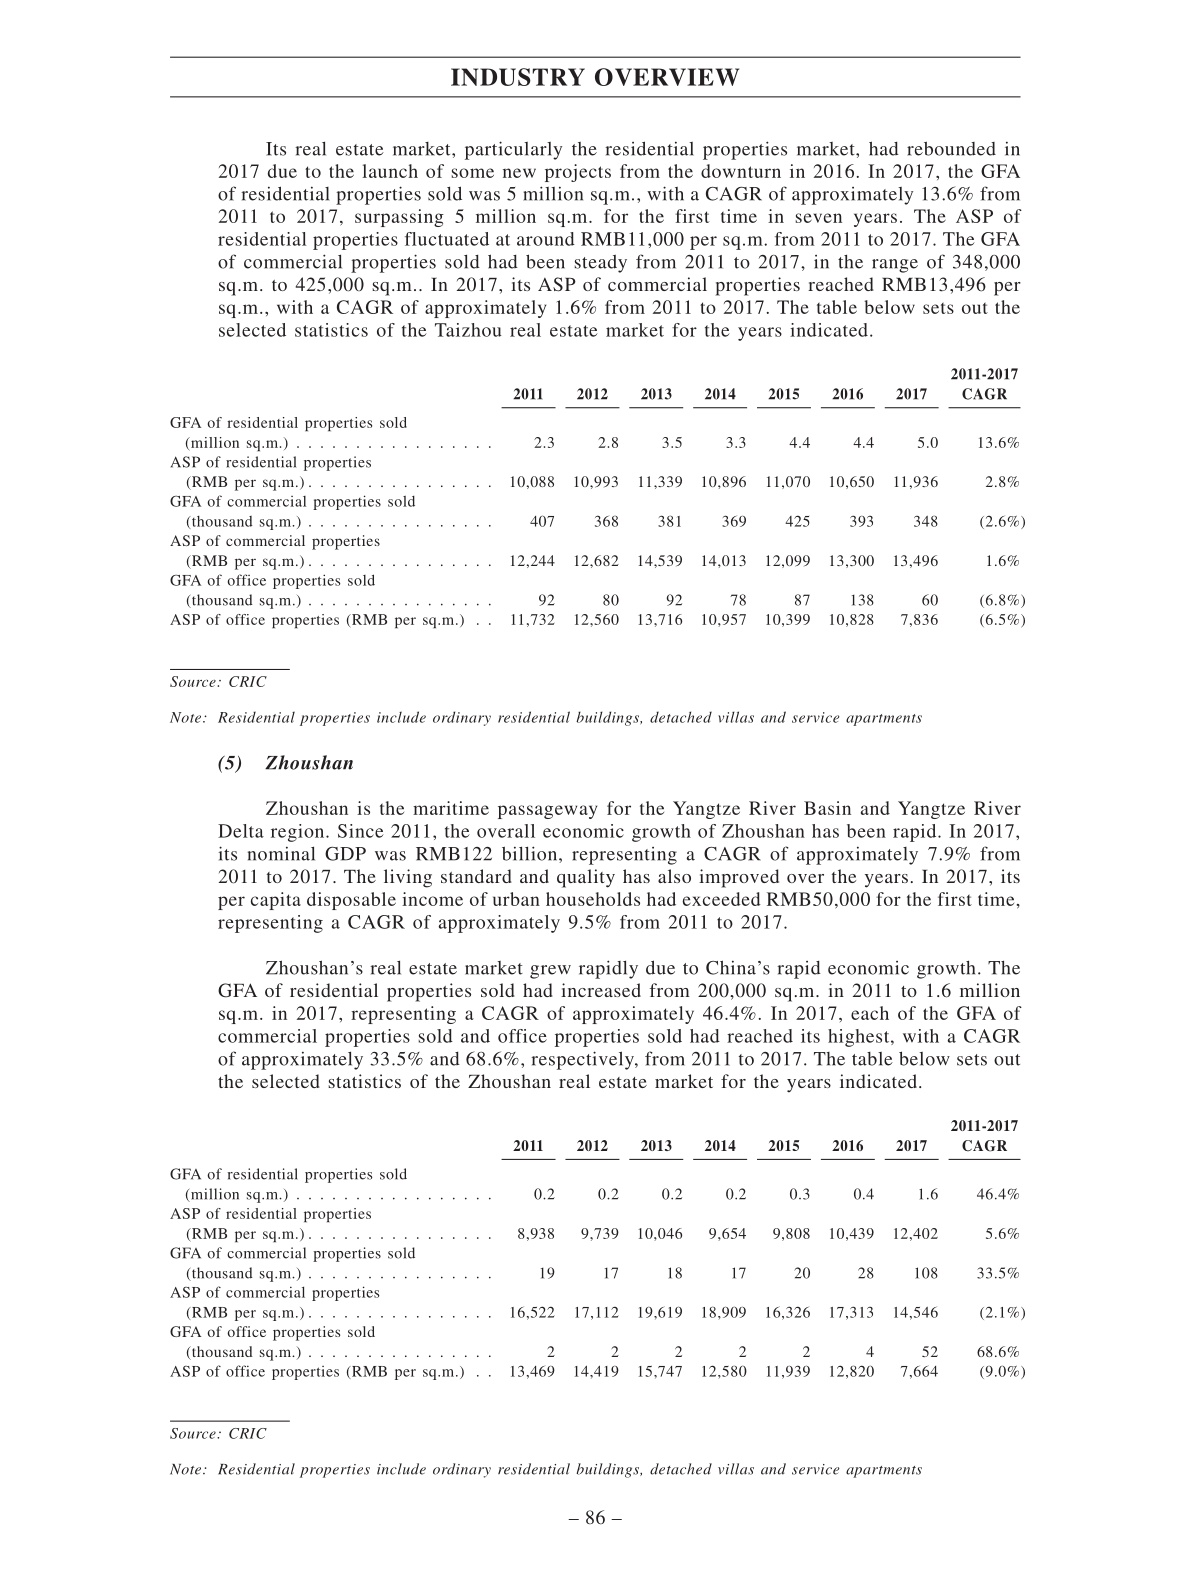 INDUSTRY OVERVIEW
Its real estate market, particularly the residential properties market, had rebounded in
2017 due to the launch of some new projects from the downturn in 2016. In 2017, the GFA
of residential properties sold was 5 million sq.m., with a CAGR of approximately 13.6% from
2011 to 2017, surpassing 5 million sq.m. for the first time in seven years. The ASP of
residential properties fluctuated at around RMB11,000 per sq.m. from 2011 to 2017. The GFA
of commercial properties sold had been steady from 2011 to 2017, in the range of 348,000
sq.m. to 425,000 sq.m.. In 2017, its ASP of commercial properties reached RMB13,496 per
sq.m., with a CAGR of approximately 1.6% from 2011 to 2017. The table below sets out the
selected statistics of the Taizhou real estate market for the years indicated.
2011-2017
2011 2012 2013 2014 2015 2016 2017 CAGR
GFA of residential properties sold
(million sq.m.) . . . . . . . . . . . . . . . . . 2.3 2.8 3.5 3.3 4.4 4.4 5.0 13.6%
ASP of residential properties
(RMB per sq.m.). . . . . . . . . . . . . . . . 10,088 10,993 11,339 10,896 11,070 10,650 11,936 2.8%
GFA of commercial properties sold
(thousand sq.m.) . . . . . . . . . . . . . . . . 407 368 381 369 425 393 348 (2.6%)
ASP of commercial properties
(RMB per sq.m.). . . . . . . . . . . . . . . . 12,244 12,682 14,539 14,013 12,099 13,300 13,496 1.6%
GFA of office properties sold
(thousand sq.m.) . . . . . . . . . . . . . . . . 92 80 92 78 87 138 60 (6.8%)
ASP of office properties (RMB per sq.m.) . . 11,732 12,560 13,716 10,957 10,399 10,828 7,836 (6.5%)
Source: CRIC
Note: Residential properties include ordinary residential buildings, detached villas and service apartments
(5) Zhoushan
Zhoushan is the maritime passageway for the Yangtze River Basin and Yangtze River
Delta region. Since 2011, the overall economic growth of Zhoushan has been rapid. In 2017,
its nominal GDP was RMB122 billion, representing a CAGR of approximately 7.9% from
2011 to 2017. The living standard and quality has also improved over the years. In 2017, its
per capita disposable income of urban households had exceeded RMB50,000 for the first time,
representing a CAGR of approximately 9.5% from 2011 to 2017.
Zhoushan’s real estate market grew rapidly due to China’s rapid economic growth. The
GFA of residential properties sold had increased from 200,000 sq.m. in 2011 to 1.6 million
sq.m. in 2017, representing a CAGR of approximately 46.4%. In 2017, each of the GFA of
commercial properties sold and office properties sold had reached its highest, with a CAGR
of approximately 33.5% and 68.6%, respectively, from 2011 to 2017. The table below sets out
the selected statistics of the Zhoushan real estate market for the years indicated.
2011-2017
2011 2012 2013 2014 2015 2016 2017 CAGR
GFA of residential properties sold
(million sq.m.) . . . . . . . . . . . . . . . . . 0.2 0.2 0.2 0.2 0.3 0.4 1.6 46.4%
ASP of residential properties
(RMB per sq.m.). . . . . . . . . . . . . . . . 8,938 9,739 10,046 9,654 9,808 10,439 12,402 5.6%
GFA of commercial properties sold
(thousand sq.m.) . . . . . . . . . . . . . . . . 19 17 18 17 20 28 108 33.5%
ASP of commercial properties
(RMB per sq.m.). . . . . . . . . . . . . . . . 16,522 17,112 19,619 18,909 16,326 17,313 14,546 (2.1%)
GFA of office properties sold
(thousand sq.m.) . . . . . . . . . . . . . . . . 2 2 2 2 2 4 52 68.6%
ASP of office properties (RMB per sq.m.) . . 13,469 14,419 15,747 12,580 11,939 12,820 7,664 (9.0%)
Source: CRIC
Note: Residential properties include ordinary residential buildings, detached villas and service apartments
– 86 –